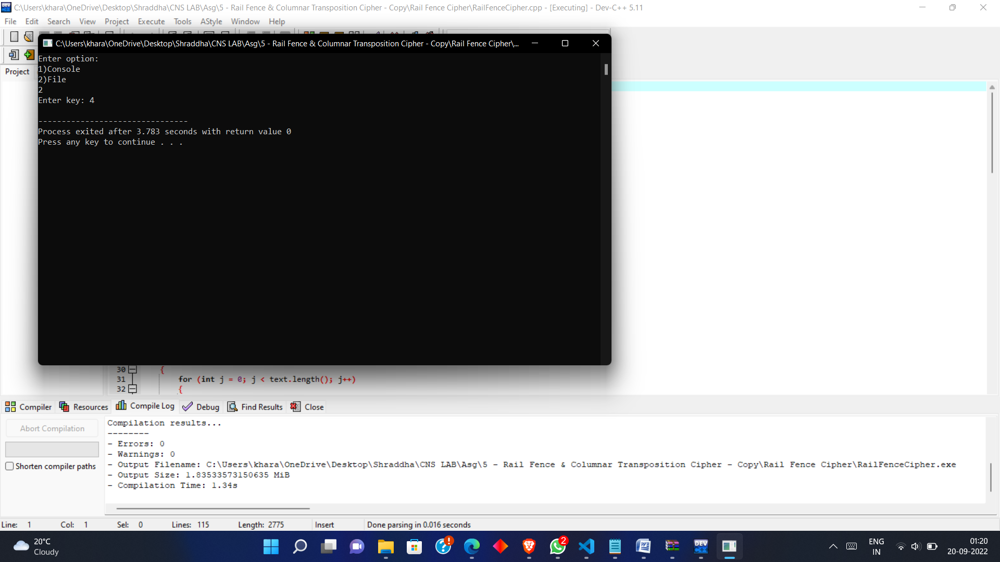 C:\Users\khara\OneDrive\Desktop\Shraddha\CNS LAB\Asg\5 - Rail Fence & Columnar Transposition Cipher - Copy\Rail Fence Cipher\RailFenceCipher.cpp - [Executing] - Dev-C++ 5.11
File Edit Search View Project Execute Tools AStyle Window Help
C:\Users\khara\OneDrive\Desktop\Shraddha\CNS LAB\Asg\5 - Rail Fence & Columnar Transposition Cipher - Copy\Rail Fence Cipher\...
Project
Enter option:
1)Console
2)File
2
Enter key: 4
--------------------------------
Process exited after 3.783 seconds with return value 0
Press any key to continue . . .
30 {
31 for (int j = 0; j < text.length(); j++)
32 {
Compiler Resources Compile Log Debug Find Results Close
Abort Compilation
Shorten compiler paths
Compilation results...
--------
- Errors: 0
- Warnings: 0
- Output Filename: C:\Users\khara\OneDrive\Desktop\Shraddha\CNS LAB\Asg\5 - Rail Fence & Columnar Transposition Cipher - Copy\Rail Fence Cipher\RailFenceCipher.exe
- Output Size: 1.83533573150635 MiB
- Compilation Time: 1.34s
Line: 1 Col: 1 Sel: 0 Lines: 115 Length: 2775 Insert Done parsing in 0.016 seconds
20°C
Cloudy
2
DEV
C++
ENG
IN
01:20
20-09-2022